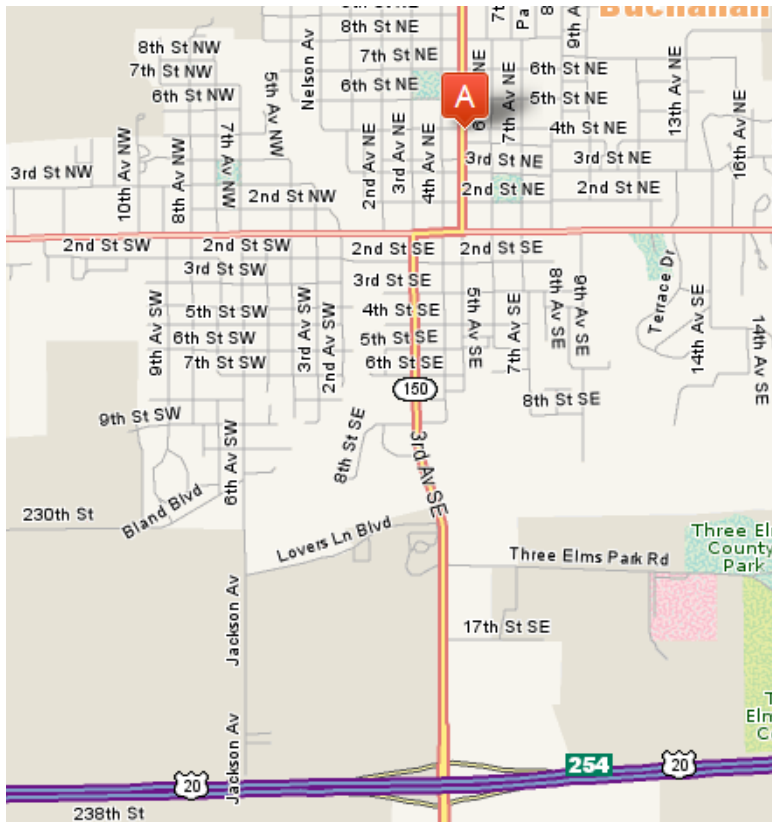 Buchanan
8th St NE
9th Av
8th St NW
7th St NW
7th St NE
6th St NE
6th St NW
5th Av NW
Nelson Av
A
7th Av NE
6th St NE
5th St NE
4th St NE
13th Av NE
16th Av NE
3rd St NW
10th Av NW
8th Av NW
7th Av NW
2nd St NW
2nd Av NE
3rd Av NE
4th Av NE
3rd St NE
3rd St NE
2nd St NE
2nd St NE
2nd St SW
2nd St SW
2nd St SE
2nd St SE
3rd St SW
3rd St SE
9th Av SW
5th St SW
6th St SW
7th St SW
3rd Av SW
2nd Av SW
4th St SE
5th St SE
6th St SE
5th Av SE
7th Av SE
8th Av SE
9th Av SE
Terrace Dr
14th Av SE
14th Av SE
150
9th St SW
6th Av SW
8th St SE
3rd Av SE
8th St SE
230th St
Bland Blvd
Lovers Ln Blvd
Three Elms Park Rd
Three El
County
Park
Jackson Av
17th St SE
T
Elm
Co
Jackson Av
20
254
20
238th St